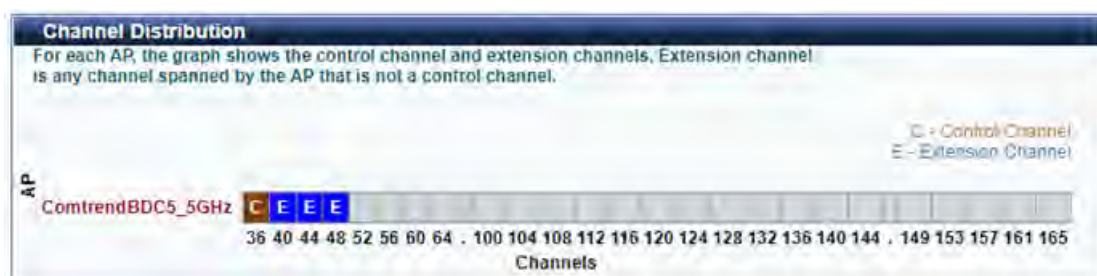 Channel Distribution
For each AP, the graph shows the control channel and extension channels. Extension channel
is any channel spanned by the AP that is not a control channel.
C - Control Channel
E - Extension Channel
AP
ComtrendBDC5_5GHz C E E E
36 40 44 48 52 56 60 64 . 100 104 108 112 116 120 124 128 132 136 140 144 . 149 153 157 161 165
Channels